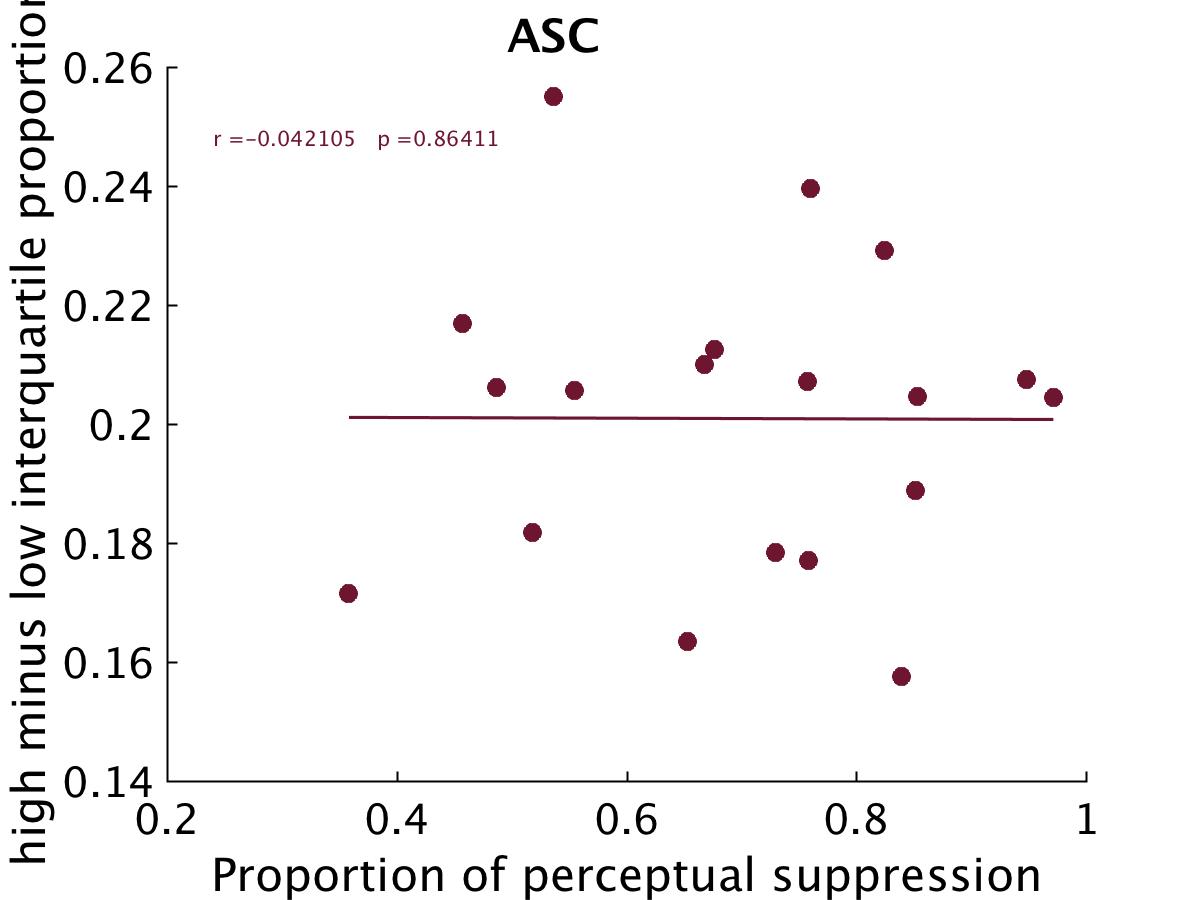 ASC
high minus low interquartile proportion
0.26
0.24
0.22
0.2
0.18
0.16
0.14
r =-0.042105 p =0.86411
0.2 0.4 0.6 0.8 1
Proportion of perceptual suppression